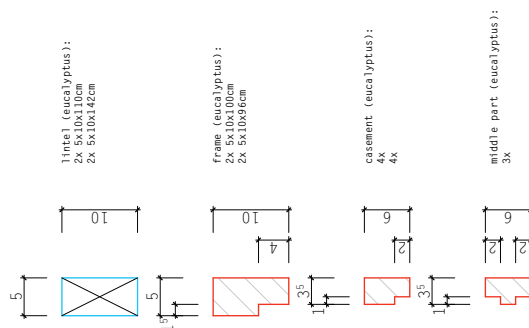 lintel (eucalyptus):
2x 5x10x110cm
2x 5x10x142cm
frame (eucalyptus):
2x 5x10x100cm
2x 5x10x96cm
casement (eucalyptus):
4x
4x
middle part (eucalyptus):
3x
10
10
4
6
2
6
2
2
5
5
1⁵
3⁵
1
3⁵
1